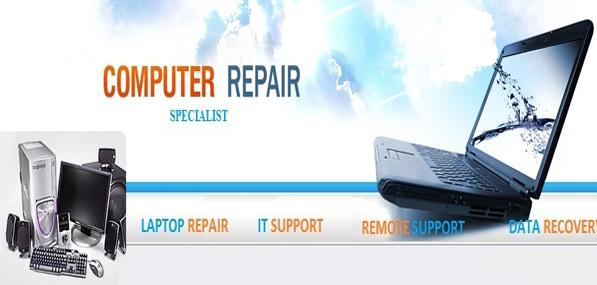 COMPUTER REPAIR
SPECIALIST
LAPTOP REPAIR IT SUPPORT REMOTE SUPPORT DATA RECOVERY